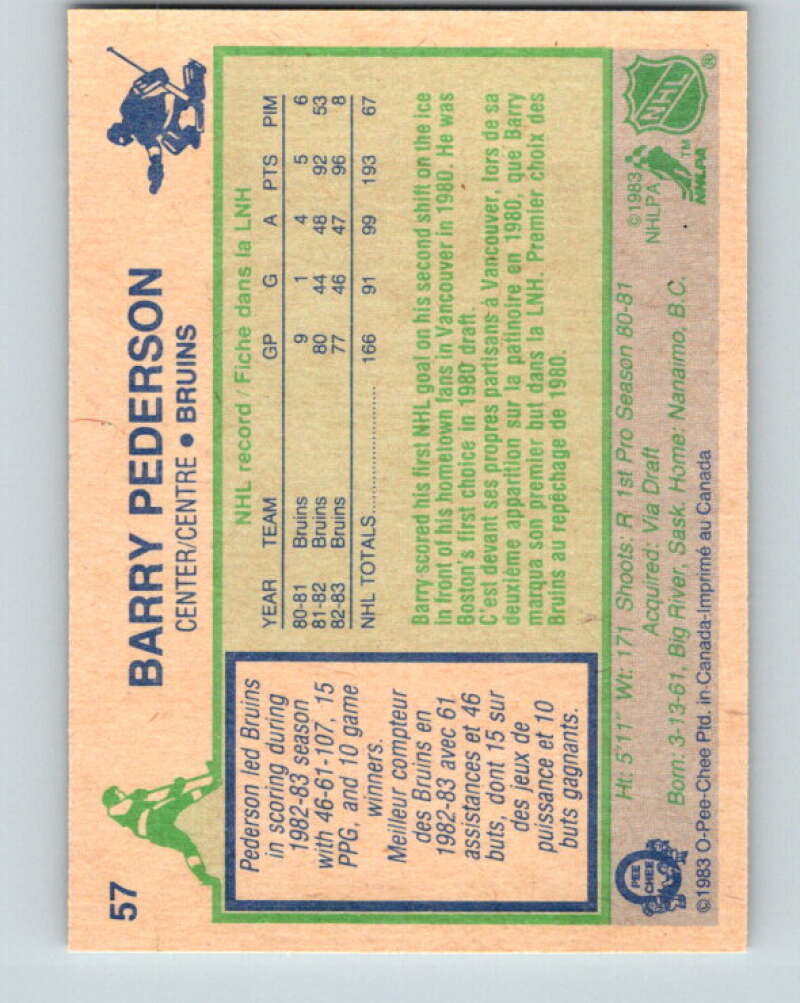 57
BARRY PEDERSON
CENTER/CENTRE • BRUINS
Pederson led Bruins
in scoring during
1982-83 season
with 46-61-107, 15
PPG, and 10 game
winners.
Meilleur compteur
des Bruins en
1982-83 avec 61
assistances et 46
buts, dont 15 sur
des jeux de
puissance et 10
buts gagnants.
NHL record / Fiche dans la LNH
YEAR TEAM GP G A PTS PIM
80-81 Bruins 9 1 4 5 6
81-82 Bruins 80 44 48 92 53
82-83 Bruins 77 46 47 96 8
NHL TOTALS.................... 166 91 99 193 67
Barry scored his first NHL goal on his second shift on the ice
in front of his hometown fans in Vancouver in 1980. He was
Boston's first choice in 1980 draft.
C'est devant ses propres partisans à Vancouver, lors de sa
deuxième apparition sur la patinoire en 1980, que Barry
marqua son premier but dans la LNH. Premier choix des
Bruins au repêchage de 1980.
Ht: 5'11" Wt: 171 Shoots: R 1st Pro Season 80-81
Acquired: Via Draft
Born: 3-13-61, Big River, Sask. Home: Nanaimo, B.C.
©1983 O-Pee-Chee Ptd. in Canada-Imprimé au Canada
O
PEE
CHEE
©1983
NHLPA
NHLPA
TM
NHL
®